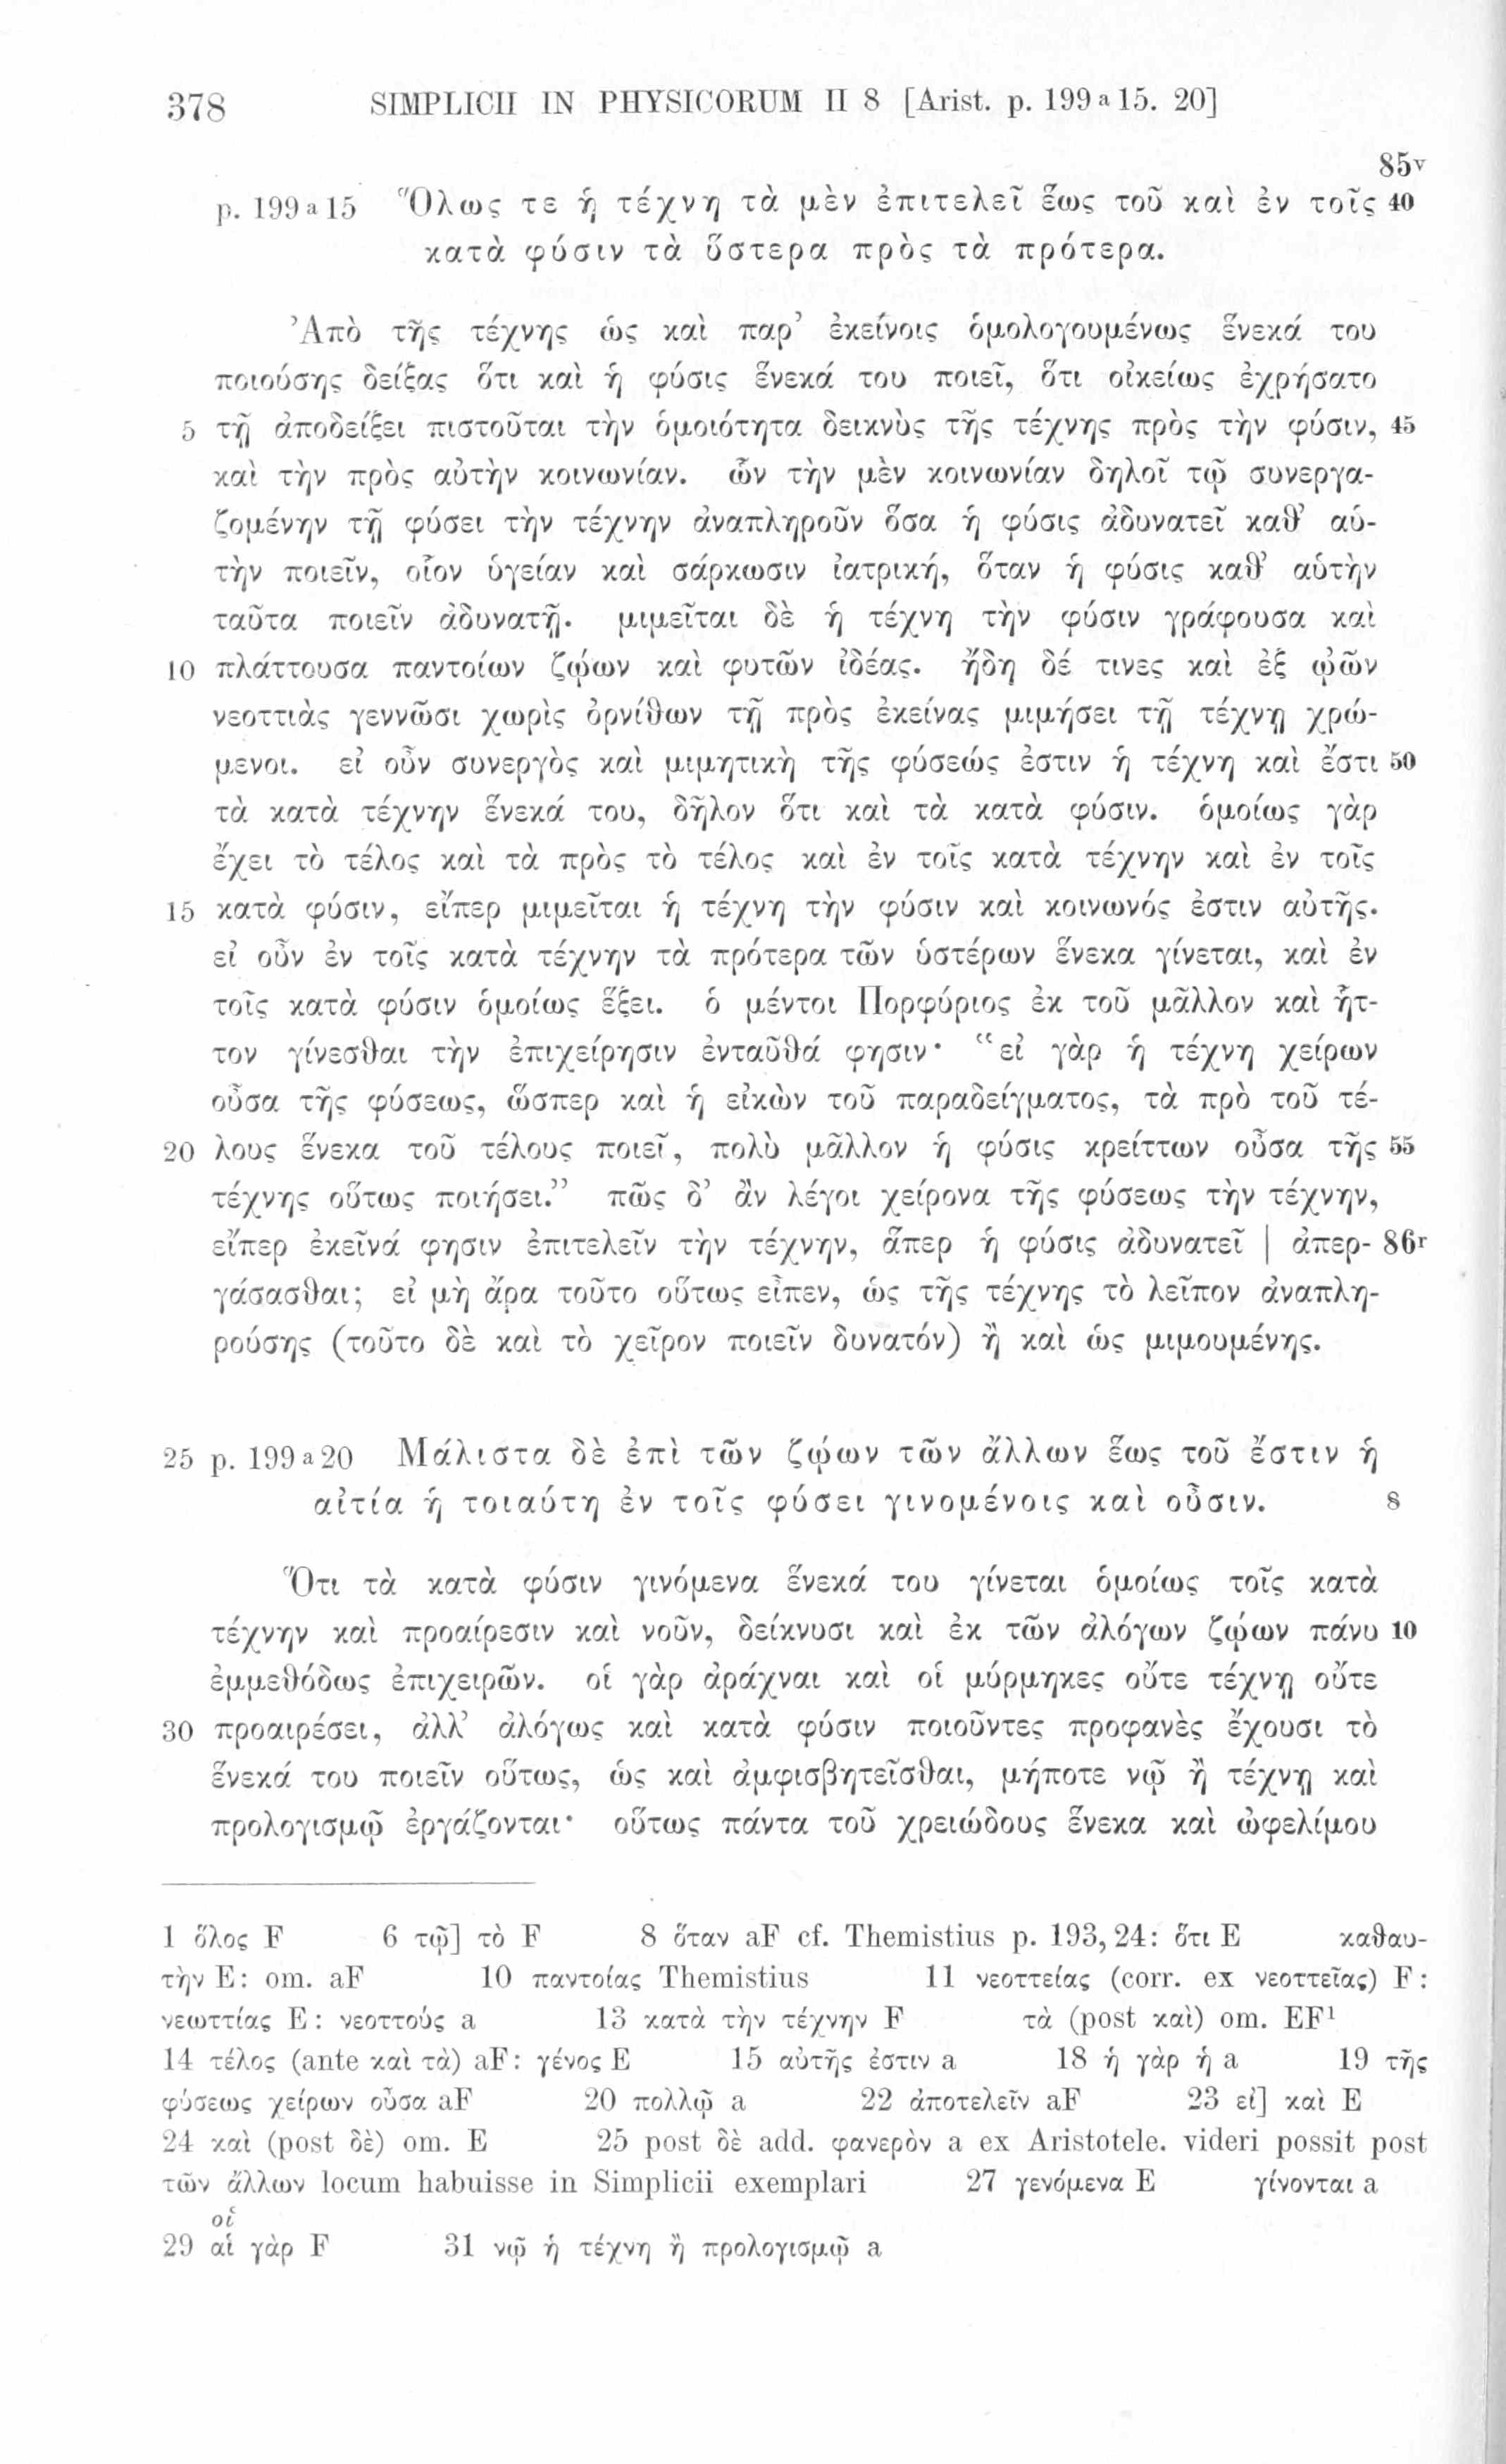 378 SIMPLICII IN PHYSICORUM II 8 [Arist. p. 199 a 15. 20]
85v
p. 199 a 15 Ὅλως τε ἡ τέχνη τὰ μὲν ἐπιτελεῖ ἕως τοῦ καὶ ἐν τοῖς 40
κατὰ φύσιν τὰ ὕστερα πρὸς τὰ πρότερα.
Ἀπὸ τῆς τέχνης ὡς καὶ παρ’ ἐκείνοις ὁμολογουμένως ἕνεκά του
ποιούσης δείξας ὅτι καὶ ἡ φύσις ἕνεκά του ποιεῖ, ὅτι οἰκείως ἐχρήσατο
5 τῇ ἀποδείξει πιστοῦται τὴν ὁμοιότητα δεικνὺς τῆς τέχνης πρὸς τὴν φύσιν, 45
καὶ τὴν πρὸς αὐτὴν κοινωνίαν. ὧν τὴν μὲν κοινωνίαν δηλοῖ τῷ συνεργα-
ζομένην τῇ φύσει τὴν τέχνην ἀναπληροῦν ὅσα ἡ φύσις ἀδυνατεῖ καθ’ αὑ-
τὴν ποιεῖν, οἷον ὑγείαν καὶ σάρκωσιν ἰατρική, ὅταν ἡ φύσις καθ’ αὑτὴν
ταῦτα ποιεῖν ἀδυνατῇ. μιμεῖται δὲ ἡ τέχνη τὴν φύσιν γράφουσα καὶ
10 πλάττουσα παντοίων ζῴων καὶ φυτῶν ἰδέας. ἤδη δέ τινες καὶ ἐξ ᾠῶν
νεοττιὰς γεννῶσι χωρὶς ὀρνίθων τῇ πρὸς ἐκείνας μιμήσει τῇ τέχνῃ χρώ-
μενοι. εἰ οὖν συνεργὸς καὶ μιμητικὴ τῆς φύσεώς ἐστιν ἡ τέχνη καὶ ἔστι 50
τὰ κατὰ τέχνην ἕνεκά του, δῆλον ὅτι καὶ τὰ κατὰ φύσιν. ὁμοίως γὰρ
ἔχει τὸ τέλος καὶ τὰ πρὸς τὸ τέλος καὶ ἐν τοῖς κατὰ τέχνην καὶ ἐν τοῖς
15 κατὰ φύσιν, εἴπερ μιμεῖται ἡ τέχνη τὴν φύσιν καὶ κοινωνός ἐστιν αὐτῆς.
εἰ οὖν ἐν τοῖς κατὰ τέχνην τὰ πρότερα τῶν ὑστέρων ἕνεκα γίνεται, καὶ ἐν
τοῖς κατὰ φύσιν ὁμοίως ἕξει. ὁ μέντοι Πορφύριος ἐκ τοῦ μᾶλλον καὶ ἧτ-
τον γίνεσθαι τὴν ἐπιχείρησιν ἐνταῦθά φησιν· “εἰ γὰρ ἡ τέχνη χείρων
οὖσα τῆς φύσεως, ὥσπερ καὶ ἡ εἰκὼν τοῦ παραδείγματος, τὰ πρὸ τοῦ τέ-
20 λους ἕνεκα τοῦ τέλους ποιεῖ, πολὺ μᾶλλον ἡ φύσις κρείττων οὖσα τῆς 55
τέχνης οὕτως ποιήσει.” πῶς δ’ ἂν λέγοι χείρονα τῆς φύσεως τὴν τέχνην,
εἴπερ ἐκεῖνά φησιν ἐπιτελεῖν τὴν τέχνην, ἅπερ ἡ φύσις ἀδυνατεῖ | ἀπερ- 86r
γάσασθαι; εἰ μὴ ἄρα τοῦτο οὕτως εἶπεν, ὡς τῆς τέχνης τὸ λεῖπον ἀναπλη-
ρούσης (τοῦτο δὲ καὶ τὸ χεῖρον ποιεῖν δυνατόν) ἢ καὶ ὡς μιμουμένης.
25 p. 199 a 20 Μάλιστα δὲ ἐπὶ τῶν ζῴων τῶν ἄλλων ἕως τοῦ ἔστιν ἡ
αἰτία ἡ τοιαύτη ἐν τοῖς φύσει γινομένοις καὶ οὖσιν. 8
Ὅτι τὰ κατὰ φύσιν γινόμενα ἕνεκά του γίνεται ὁμοίως τοῖς κατὰ
τέχνην καὶ προαίρεσιν καὶ νοῦν, δείκνυσι καὶ ἐκ τῶν ἀλόγων ζῴων πάνυ 10
ἐμμεθόδως ἐπιχειρῶν. οἱ γὰρ ἀράχναι καὶ οἱ μύρμηκες οὔτε τέχνῃ οὔτε
30 προαιρέσει, ἀλλ’ ἀλόγως καὶ κατὰ φύσιν ποιοῦντες προφανὲς ἔχουσι τὸ
ἕνεκά του ποιεῖν οὕτως, ὡς καὶ ἀμφισβητεῖσθαι, μήποτε νῷ ἢ τέχνῃ καὶ
προλογισμῷ ἐργάζονται· οὕτως πάντα τοῦ χρειώδους ἕνεκα καὶ ὠφελίμου
1 ὅλος F 6 τῷ] τὸ F 8 ὅταν aF cf. Themistius p. 193,24: ὅτι E καθαυ-
τὴν E: om. aF 10 παντοίας Themistius 11 νεοττείας (corr. ex νεοττεῖας) F:
νεωττίας E: νεοττούς a 13 κατὰ τὴν τέχνην F τὰ (post καὶ) om. EF¹
14 τέλος (ante καὶ τὰ) aF: γένος E 15 αὐτῆς ἐστιν a 18 ἡ γὰρ ἡ a 19 τῆς
φύσεως χείρων οὖσα aF 20 πολλῷ a 22 ἀποτελεῖν aF 23 εἰ] καὶ E
24 καὶ (post δὲ) om. E 25 post δὲ add. φανερὸν a ex Aristotele. videri possit post
τῶν ἄλλων locum habuisse in Simplicii exemplari 27 γενόμενα E γίνονται a
οἱ
29 αἱ γὰρ F 31 νῷ ἡ τέχνη ἢ προλογισμῷ a